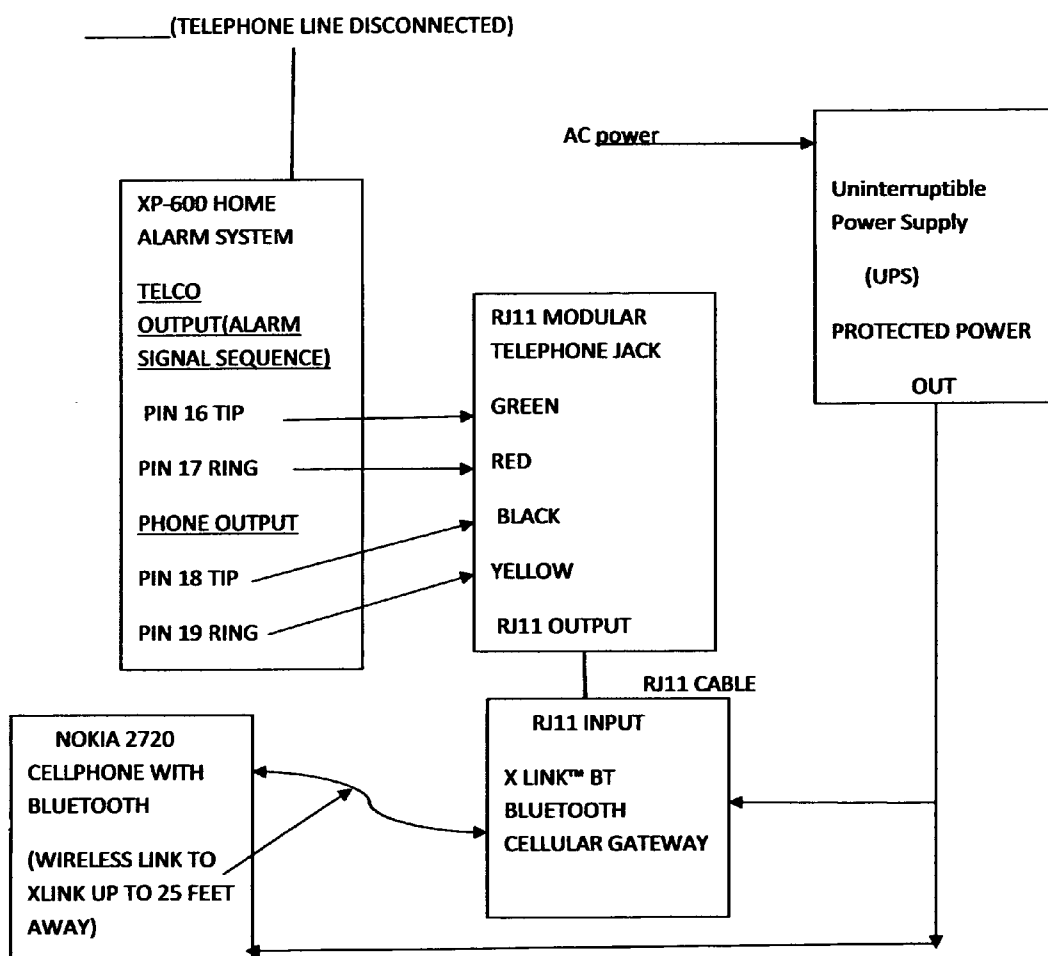 ______(TELEPHONE LINE DISCONNECTED)
AC power
Uninterruptible
Power Supply
(UPS)
PROTECTED POWER
OUT
XP-600 HOME
ALARM SYSTEM
TELCO
OUTPUT(ALARM
SIGNAL SEQUENCE)
PIN 16 TIP
PIN 17 RING
PHONE OUTPUT
PIN 18 TIP
PIN 19 RING
RJ11 MODULAR
TELEPHONE JACK
GREEN
RED
BLACK
YELLOW
RJ11 OUTPUT
RJ11 CABLE
RJ11 INPUT
X LINK™ BT
BLUETOOTH
CELLULAR GATEWAY
NOKIA 2720
CELLPHONE WITH
BLUETOOTH
(WIRELESS LINK TO
XLINK UP TO 25 FEET
AWAY)